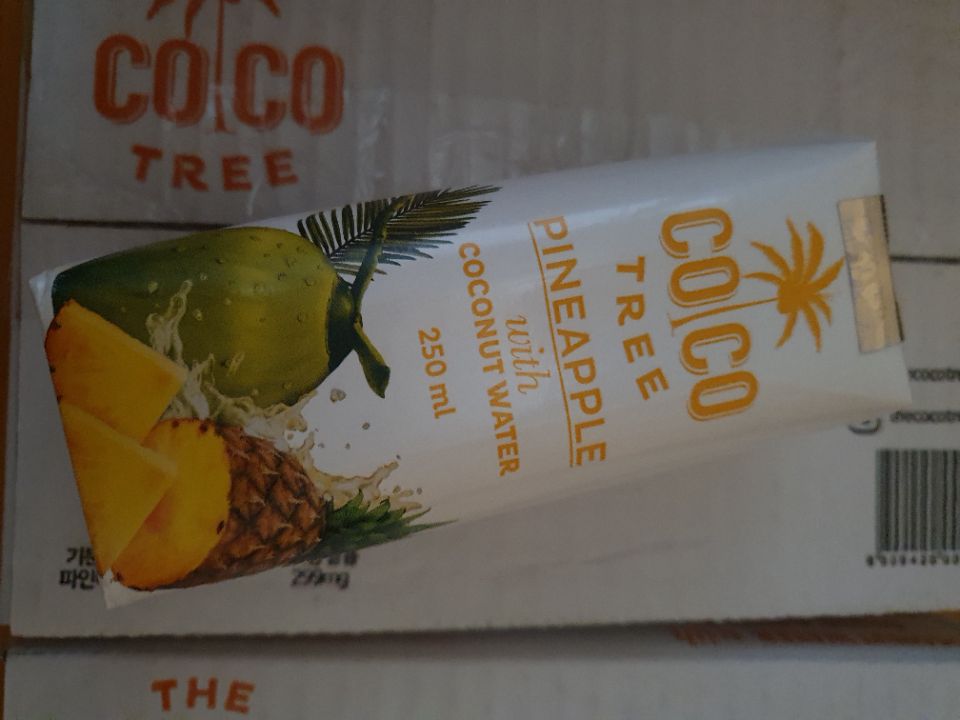 COCO
TREE
COCO
TREE
PINEAPPLE
with
COCONUT WATER
250 ml
THE